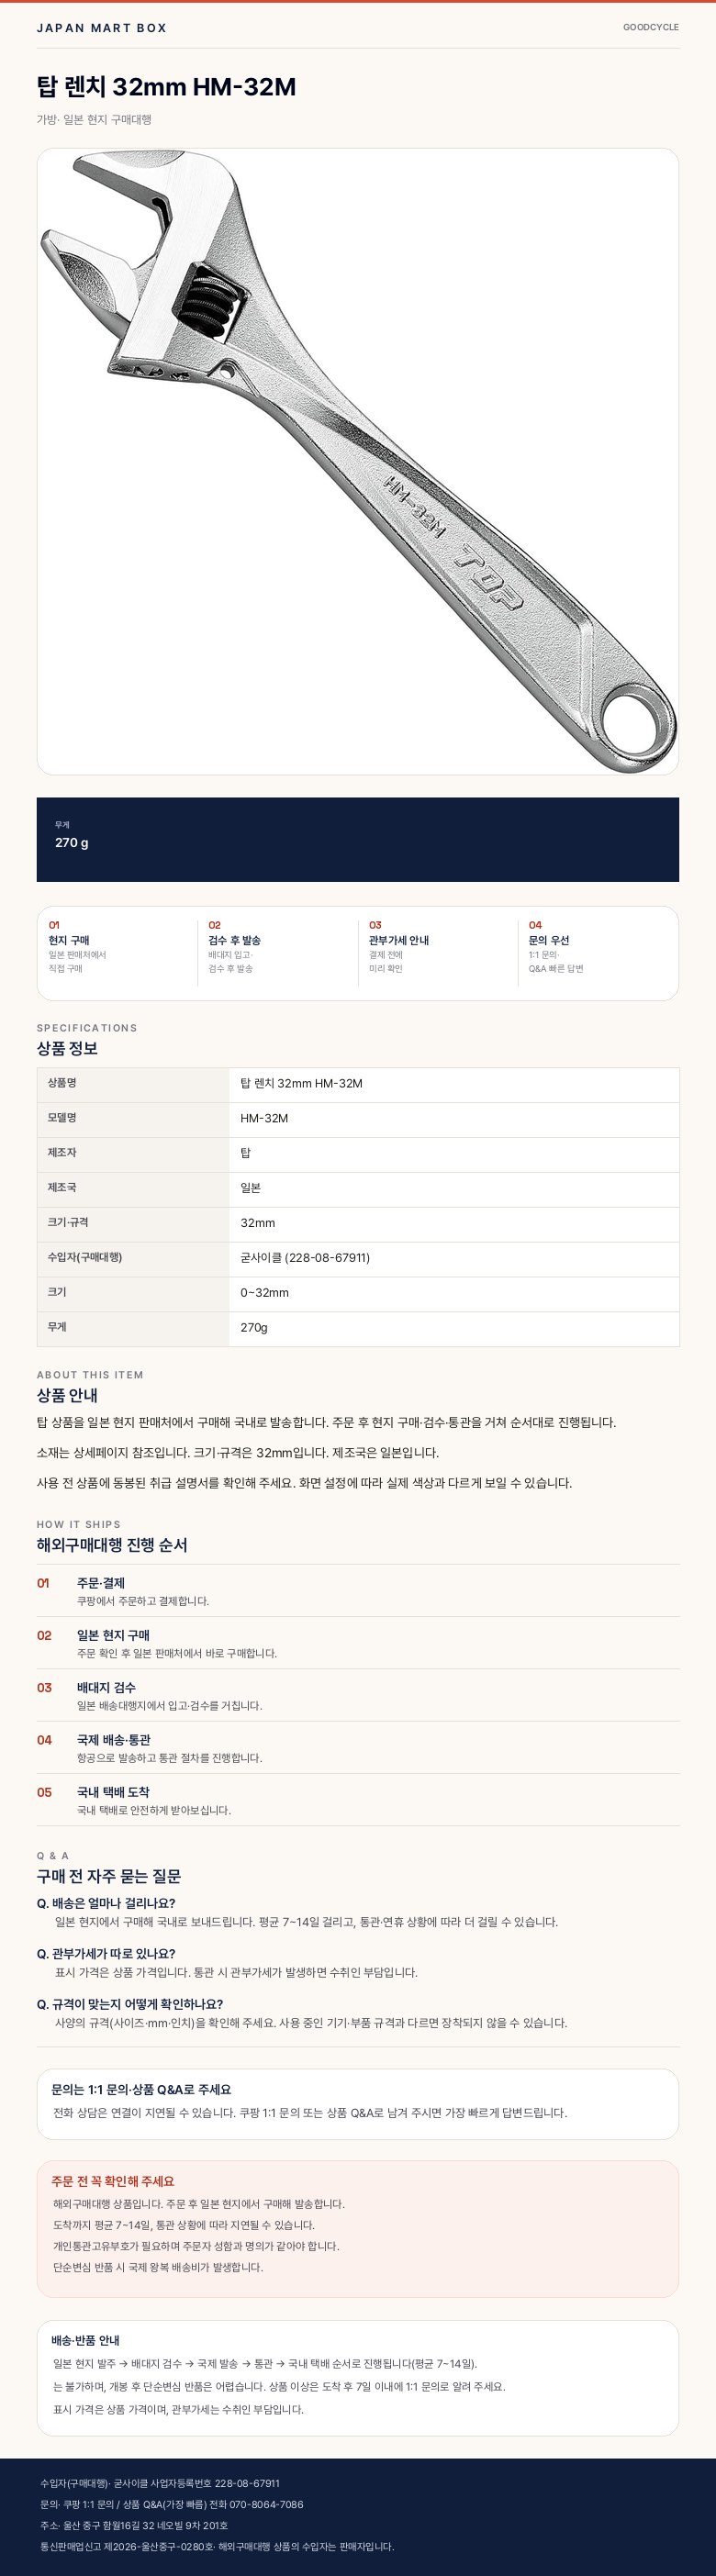 JAPAN MART BOX
GOODCYCLE
탑 렌치 32mm HM-32M
가방· 일본 현지 구매대행
HM-32M
TOP
무게
270 g
01
현지 구매
일본 판매처에서
직접 구매
02
검수 후 발송
배대지 입고·
검수 후 발송
03
관부가세 안내
결제 전에
미리 확인
04
문의 우선
1:1 문의·
Q&A 빠른 답변
SPECIFICATIONS
상품 정보
상품명 탑 렌치 32mm HM-32M
모델명 HM-32M
제조자 탑
제조국 일본
크기·규격 32mm
수입자(구매대행) 굳사이클 (228-08-67911)
크기 0~32mm
무게 270g
ABOUT THIS ITEM
상품 안내
탑 상품을 일본 현지 판매처에서 구매해 국내로 발송합니다. 주문 후 현지 구매·검수·통관을 거쳐 순서대로 진행됩니다.
소재는 상세페이지 참조입니다. 크기·규격은 32mm입니다. 제조국은 일본입니다.
사용 전 상품에 동봉된 취급 설명서를 확인해 주세요. 화면 설정에 따라 실제 색상과 다르게 보일 수 있습니다.
HOW IT SHIPS
해외구매대행 진행 순서
01 주문·결제
쿠팡에서 주문하고 결제합니다.
02 일본 현지 구매
주문 확인 후 일본 판매처에서 바로 구매합니다.
03 배대지 검수
일본 배송대행지에서 입고·검수를 거칩니다.
04 국제 배송·통관
항공으로 발송하고 통관 절차를 진행합니다.
05 국내 택배 도착
국내 택배로 안전하게 받아보십니다.
Q & A
구매 전 자주 묻는 질문
Q. 배송은 얼마나 걸리나요?
일본 현지에서 구매해 국내로 보내드립니다. 평균 7~14일 걸리고, 통관·연휴 상황에 따라 더 걸릴 수 있습니다.
Q. 관부가세가 따로 있나요?
표시 가격은 상품 가격입니다. 통관 시 관부가세가 발생하면 수취인 부담입니다.
Q. 규격이 맞는지 어떻게 확인하나요?
사양의 규격(사이즈·mm·인치)을 확인해 주세요. 사용 중인 기기·부품 규격과 다르면 장착되지 않을 수 있습니다.
문의는 1:1 문의·상품 Q&A로 주세요
전화 상담은 연결이 지연될 수 있습니다. 쿠팡 1:1 문의 또는 상품 Q&A로 남겨 주시면 가장 빠르게 답변드립니다.
주문 전 꼭 확인해 주세요
해외구매대행 상품입니다. 주문 후 일본 현지에서 구매해 발송합니다.
도착까지 평균 7~14일, 통관 상황에 따라 지연될 수 있습니다.
개인통관고유부호가 필요하며 주문자 성함과 명의가 같아야 합니다.
단순변심 반품 시 국제 왕복 배송비가 발생합니다.
배송·반품 안내
일본 현지 발주 → 배대지 검수 → 국제 발송 → 통관 → 국내 택배 순서로 진행됩니다(평균 7~14일).
는 불가하며, 개봉 후 단순변심 반품은 어렵습니다. 상품 이상은 도착 후 7일 이내에 1:1 문의로 알려 주세요.
표시 가격은 상품 가격이며, 관부가세는 수취인 부담입니다.
수입자(구매대행)· 굳사이클 사업자등록번호 228-08-67911
문의· 쿠팡 1:1 문의 / 상품 Q&A(가장 빠름) 전화 070-8064-7086
주소· 울산 중구 함월16길 32 네오빌 9차 201호
통신판매업신고 제2026-울산중구-0280호· 해외구매대행 상품의 수입자는 판매자입니다.